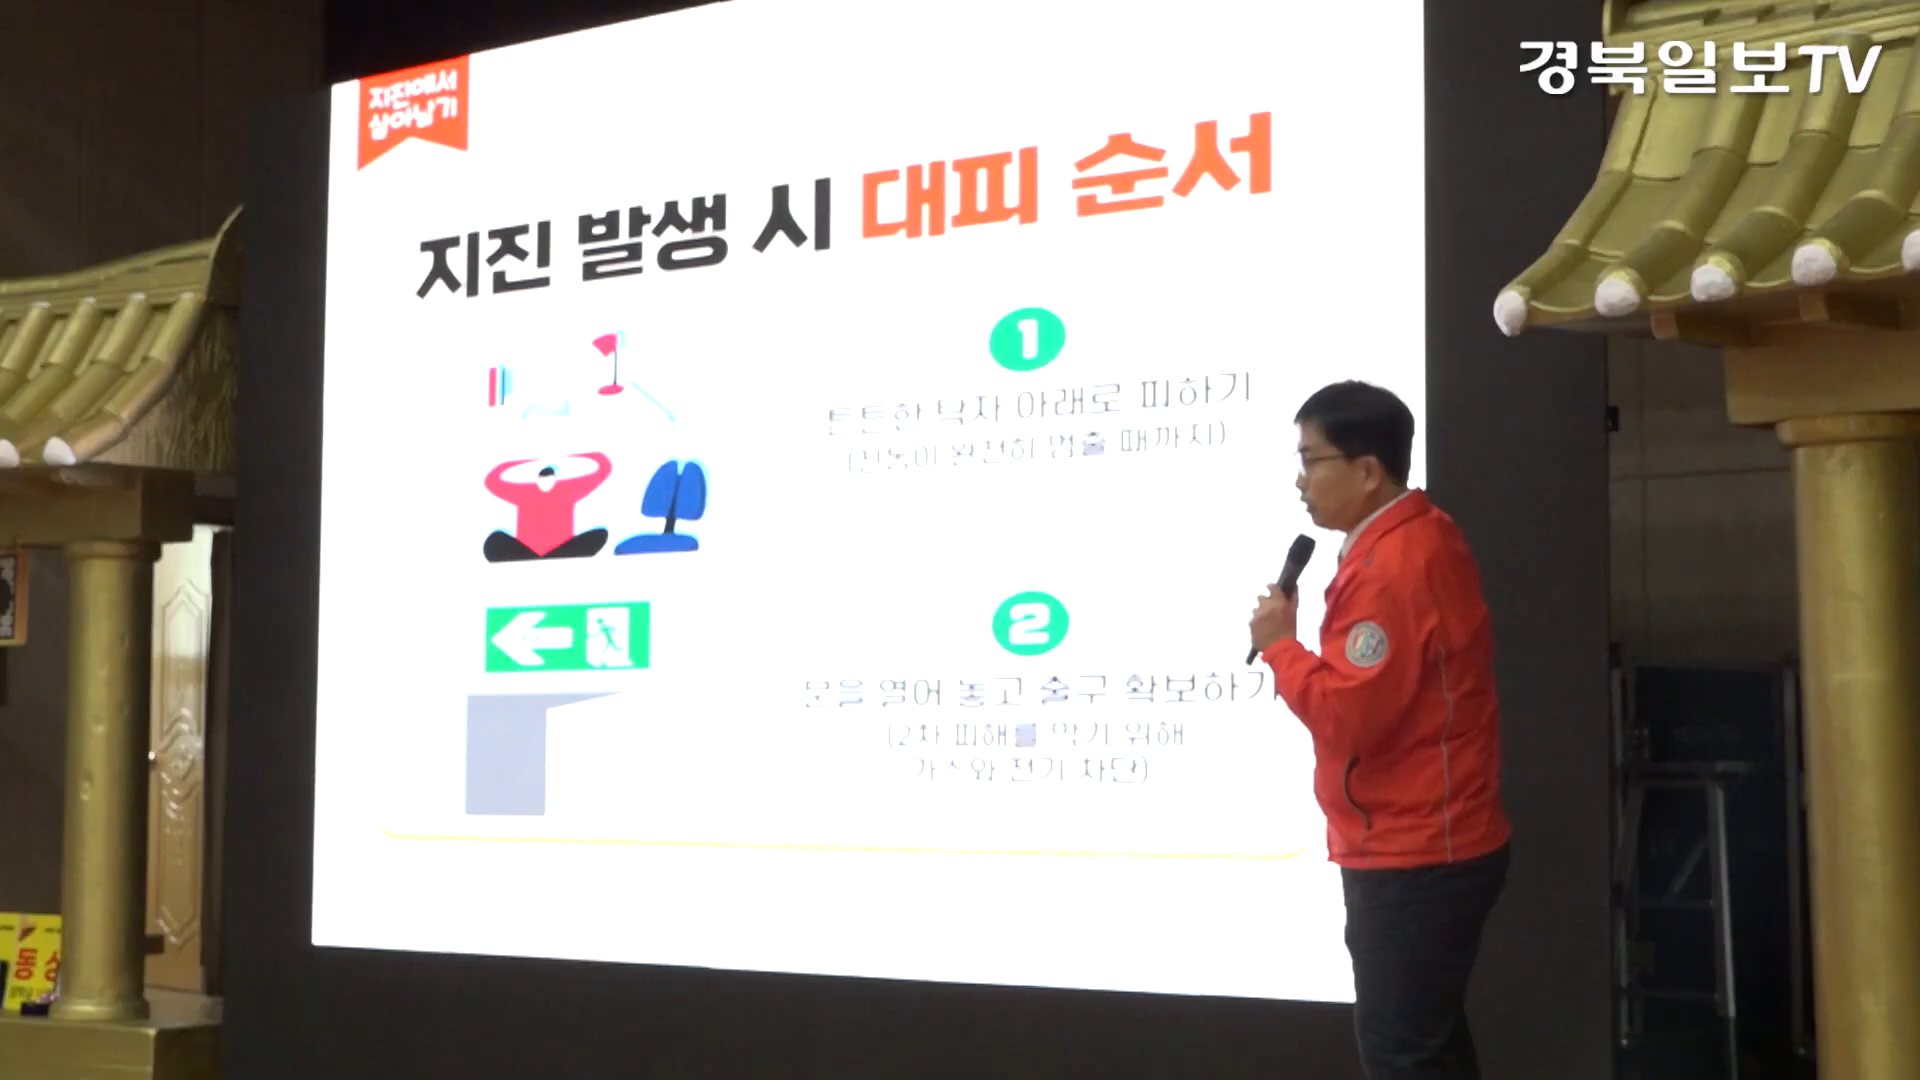 경북일보TV
지진에서
살아남기
지진 발생 시 대피 순서
1
튼튼한 탁자 아래로 피하기
(진동이 완전히 멈출 때까지)
2
문을 열어 놓고 출구 확보하기
(2차 피해를 막기 위해
가스와 전기 차단)